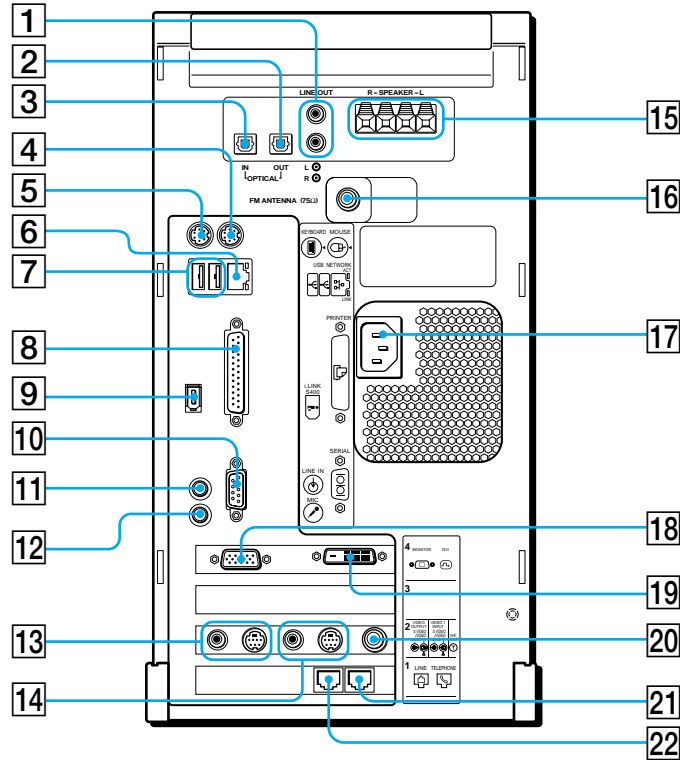 1
2
3
4
5
6
7
8
9
10
11
12
13
14
15
16
17
18
19
20
21
22
LINE OUT
R – SPEAKER – L
IN OUT
OPTICAL
L
R
FM ANTENNA (75Ω)
KEYBOARD MOUSE
USB NETWORK
ACT
LINK
PRINTER
i.LINK
S400
SERIAL
LINE IN
MIC
4 MONITOR DVI
3
2 VIDEO OUTPUT VIDEO 1 INPUT
S VIDEO S VIDEO
/VIDEO /VIDEO
1 LINE TELEPHONE